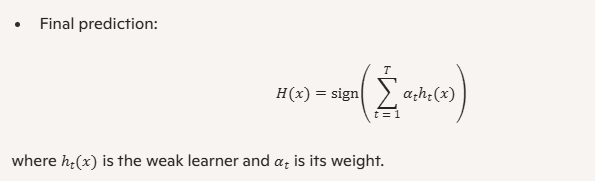 • Final prediction:
H(x) = sign( ∑_{t=1}^{T} α_t h_t(x) )
where h_t(x) is the weak learner and α_t is its weight.